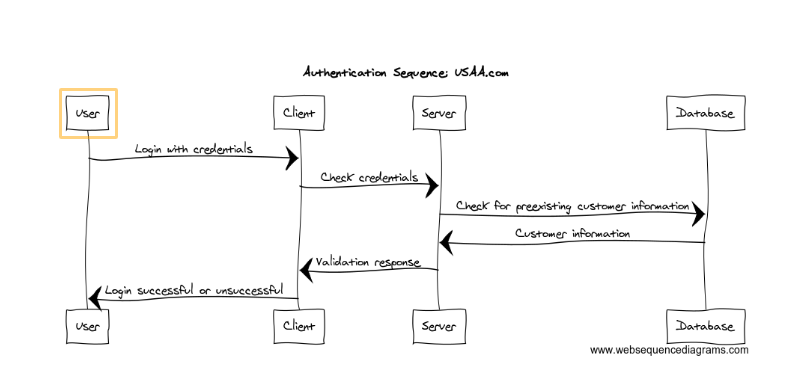 Authentication Sequence: USAA.com
User
Client
Server
Database
Login with credentials
Check credentials
Check for preexisting customer information
Customer information
Validation response
Login successful or unsuccessful
User
Client
Server
Database
www.websequencediagrams.com